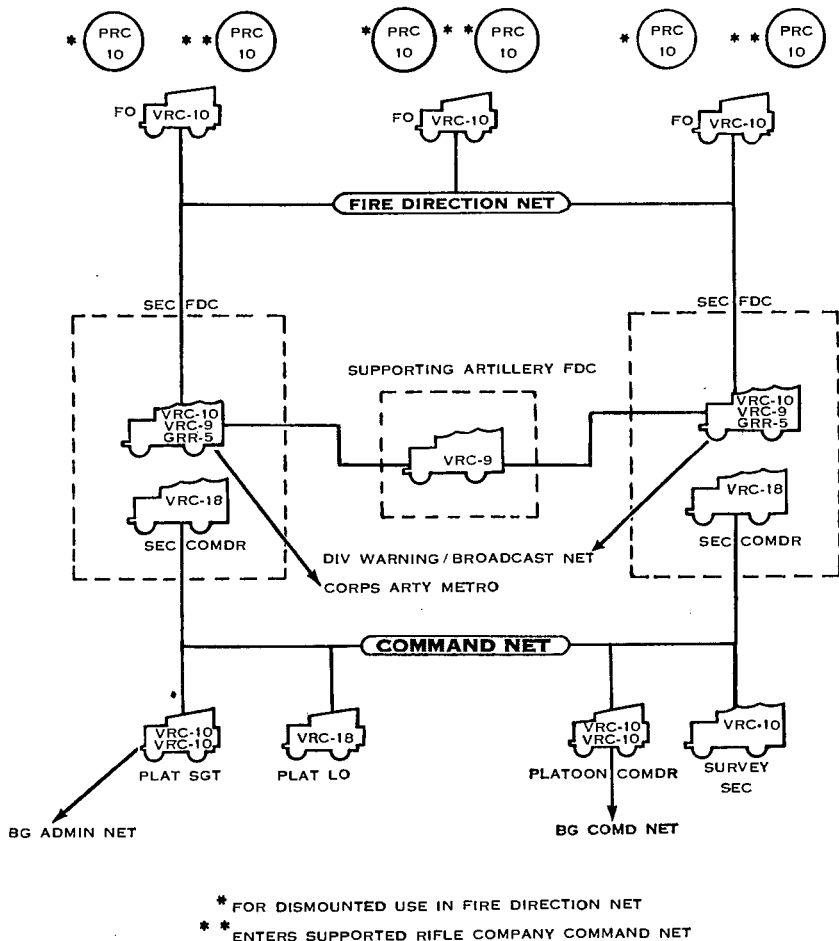 * PRC 10
** PRC 10
* PRC 10
** PRC 10
* PRC 10
** PRC 10
FO
VRC-10
FO
VRC-10
FO
VRC-10
FIRE DIRECTION NET
SEC FDC
SEC FDC
SUPPORTING ARTILLERY FDC
VRC-10
VRC-9
GRR-5
VRC-9
VRC-10
VRC-9
GRR-5
VRC-18
SEC COMDR
VRC-18
SEC COMDR
DIV WARNING/BROADCAST NET
CORPS ARTY METRO
COMMAND NET
VRC-10
VRC-10
PLAT SGT
VRC-18
PLAT LO
VRC-10
VRC-10
PLATOON COMDR
VRC-10
SURVEY
SEC
BG ADMIN NET
BG COMD NET
* FOR DISMOUNTED USE IN FIRE DIRECTION NET
** ENTERS SUPPORTED RIFLE COMPANY COMMAND NET